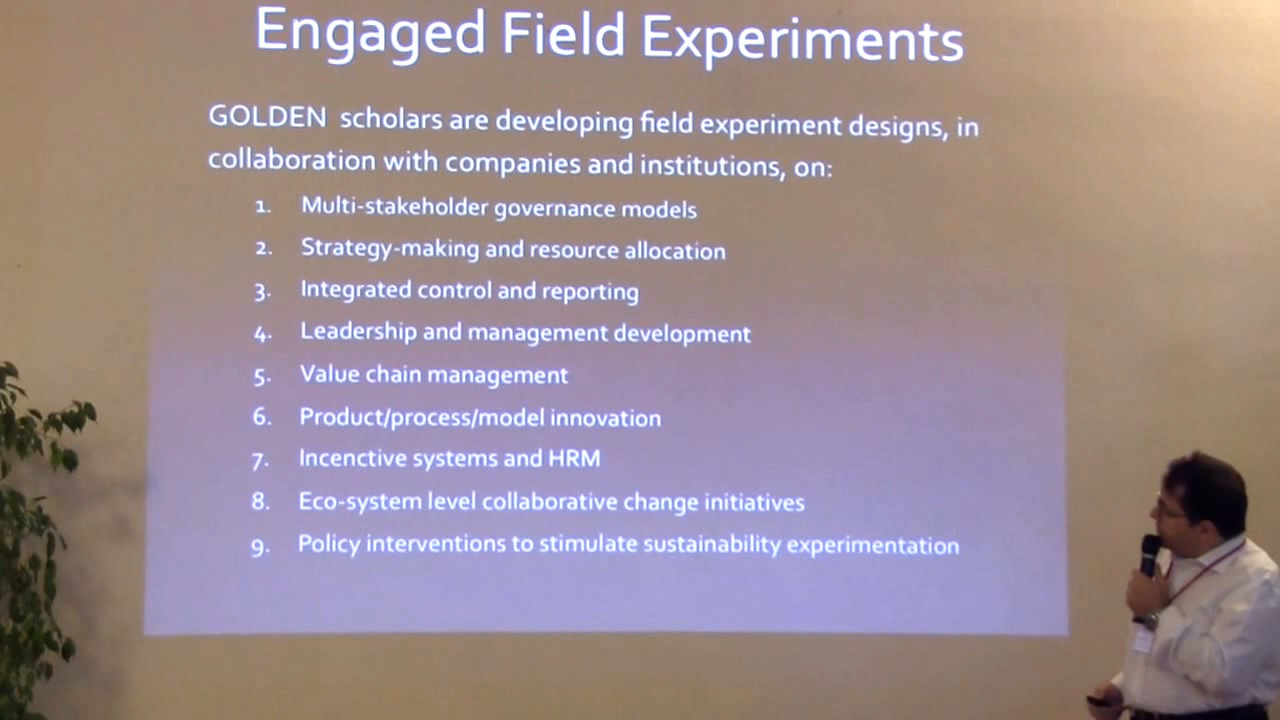 Engaged Field Experiments
GOLDEN scholars are developing field experiment designs, in
collaboration with companies and institutions, on:
1. Multi-stakeholder governance models
2. Strategy-making and resource allocation
3. Integrated control and reporting
4. Leadership and management development
5. Value chain management
6. Product/process/model innovation
7. Incenctive systems and HRM
8. Eco-system level collaborative change initiatives
9. Policy interventions to stimulate sustainability experimentation